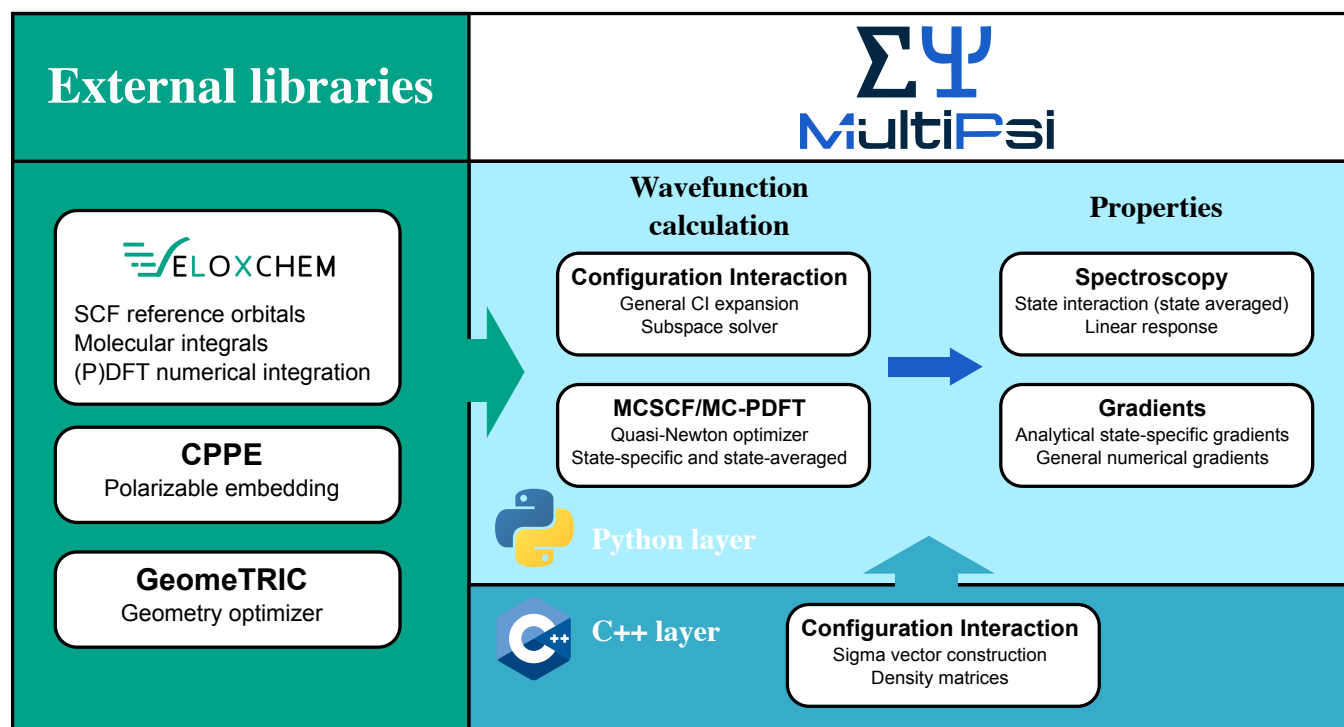 External libraries
ΣΨ
MultiPsi
VELOXCHEM
SCF reference orbitals
Molecular integrals
(P)DFT numerical integration
CPPE
Polarizable embedding
GeomeTRIC
Geometry optimizer
Wavefunction
calculation
Configuration Interaction
General CI expansion
Subspace solver
MCSCF/MC-PDFT
Quasi-Newton optimizer
State-specific and state-averaged
Properties
Spectroscopy
State interaction (state averaged)
Linear response
Gradients
Analytical state-specific gradients
General numerical gradients
Python layer
C++
C++ layer
Configuration Interaction
Sigma vector construction
Density matrices